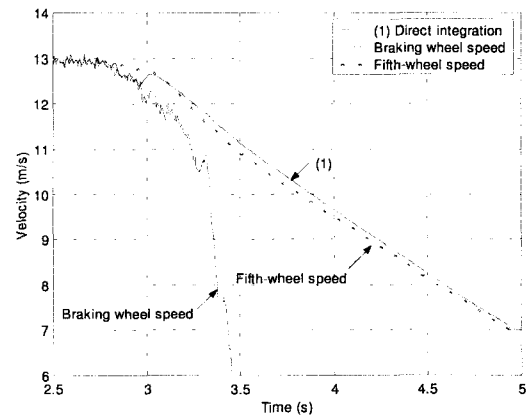 (1) Direct integration
Braking wheel speed
Fifth-wheel speed
14
13
12
11
10
9
8
7
6
Velocity (m/s)
(1)
Fifth-wheel speed
Braking wheel speed
2.5
3
3.5
4
4.5
5
Time (s)